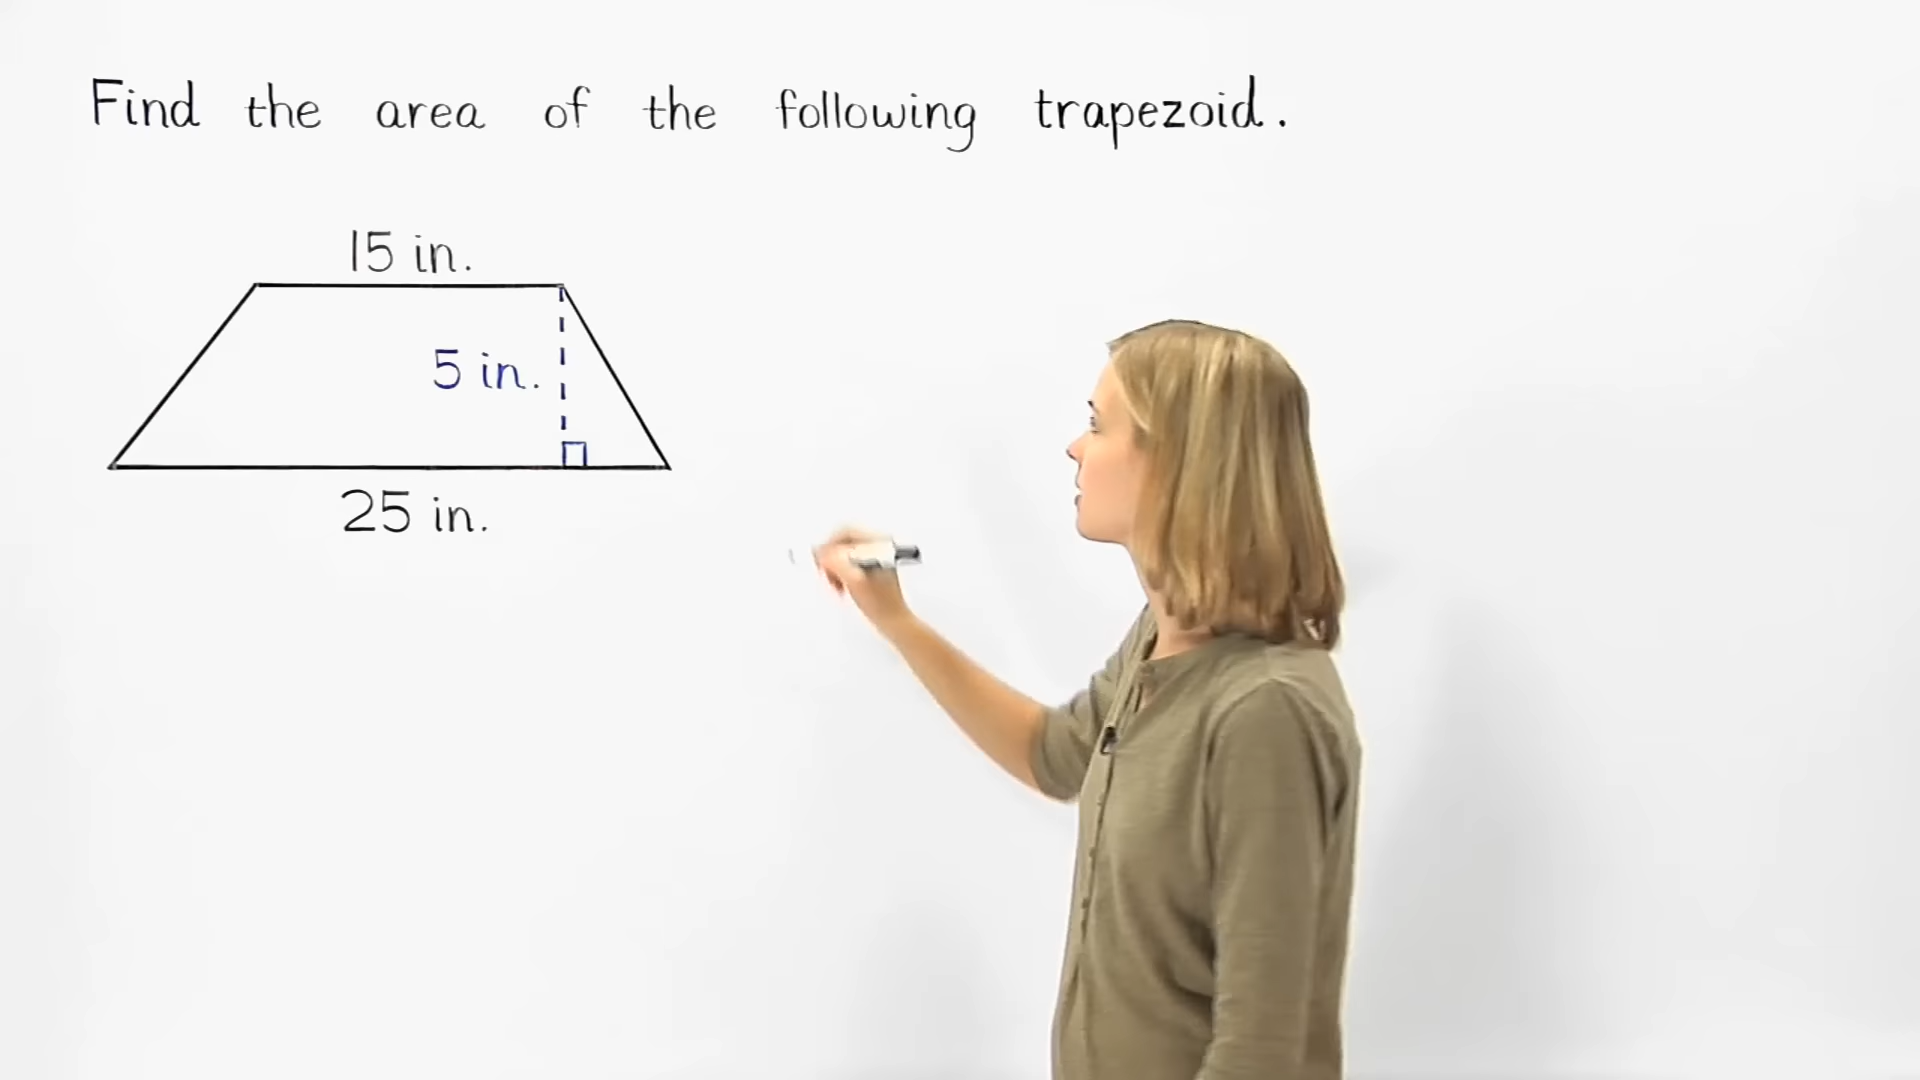 Find the area of the following trapezoid.
15 in.
5 in.
25 in.